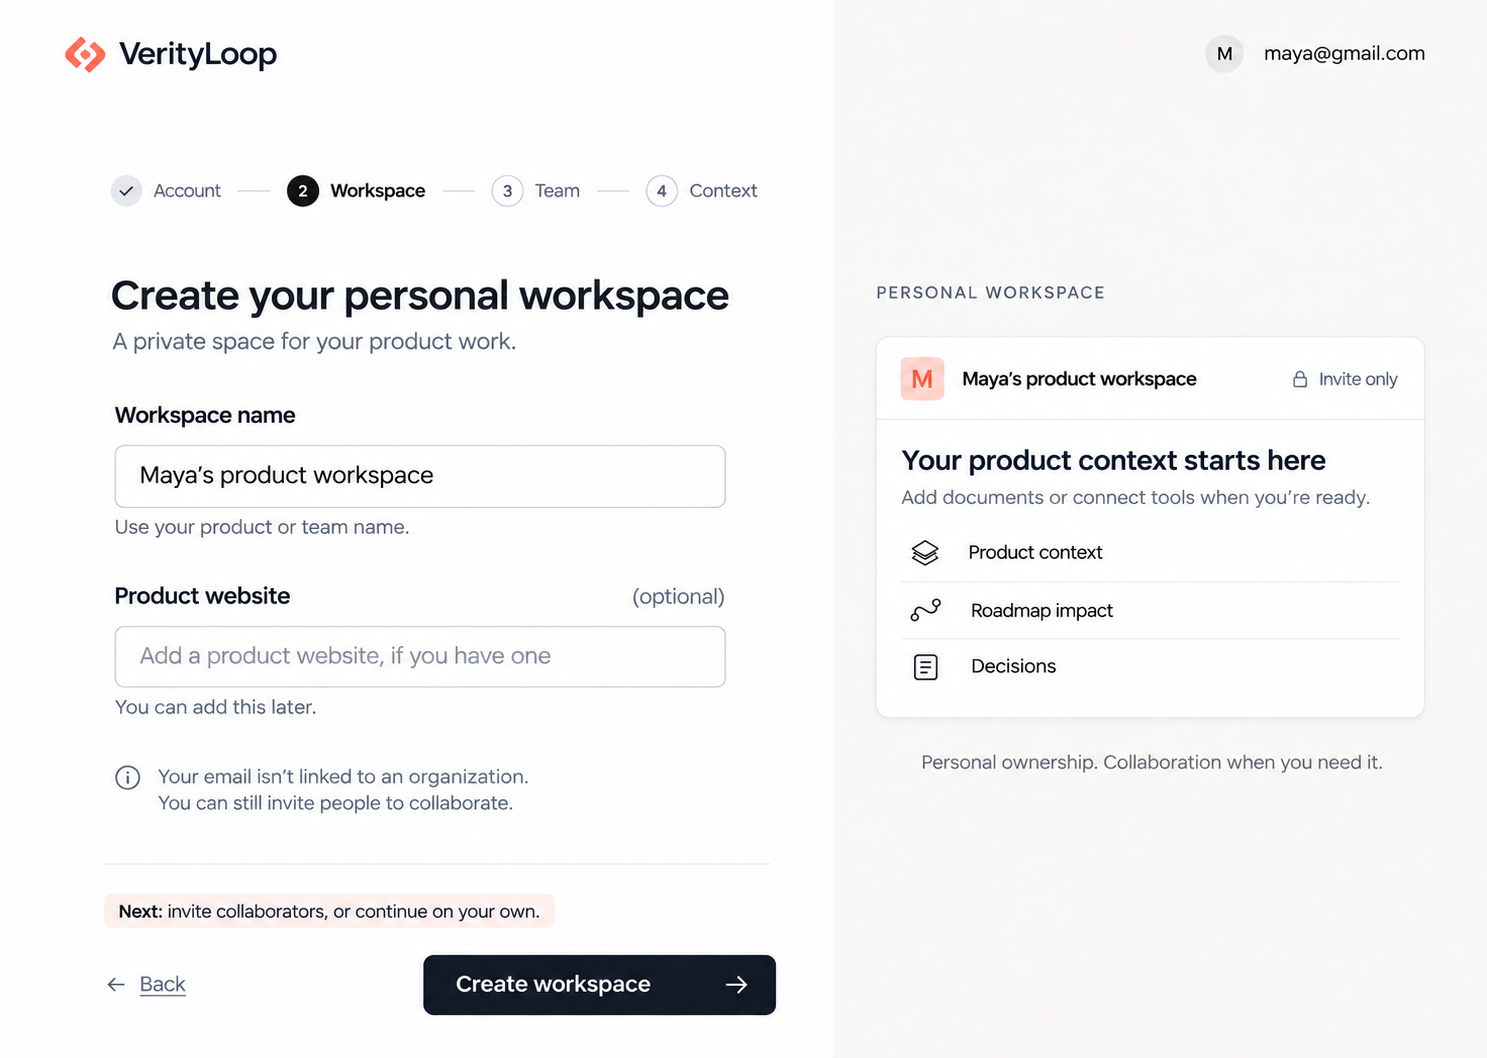 VerityLoop
M maya@gmail.com
Account 2 Workspace 3 Team 4 Context
Create your personal workspace
A private space for your product work.
Workspace name
Maya’s product workspace
Use your product or team name.
Product website (optional)
Add a product website, if you have one
You can add this later.
Your email isn’t linked to an organization.
You can still invite people to collaborate.
Next: invite collaborators, or continue on your own.
Back
Create workspace
PERSONAL WORKSPACE
M Maya’s product workspace Invite only
Your product context starts here
Add documents or connect tools when you’re ready.
Product context
Roadmap impact
Decisions
Personal ownership. Collaboration when you need it.